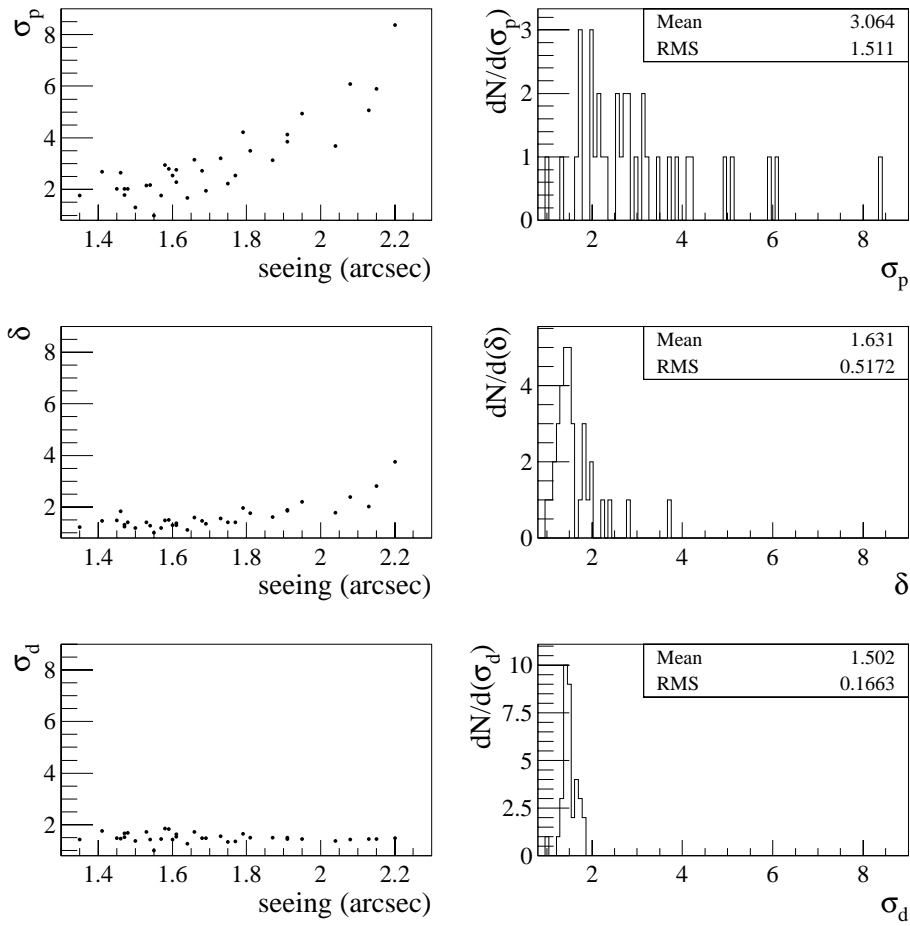 σp
8
6
4
2
1.4 1.6 1.8 2 2.2
seeing (arcsec)
dN/d(σp)
3
2
1
0
2 4 6 8
σp
Mean 3.064
RMS 1.511
δ
8
6
4
2
1.4 1.6 1.8 2 2.2
seeing (arcsec)
dN/d(δ)
4
2
0
2 4 6 8
δ
Mean 1.631
RMS 0.5172
σd
8
6
4
2
1.4 1.6 1.8 2 2.2
seeing (arcsec)
dN/d(σd)
10
7.5
5
2.5
0
2 4 6 8
σd
Mean 1.502
RMS 0.1663